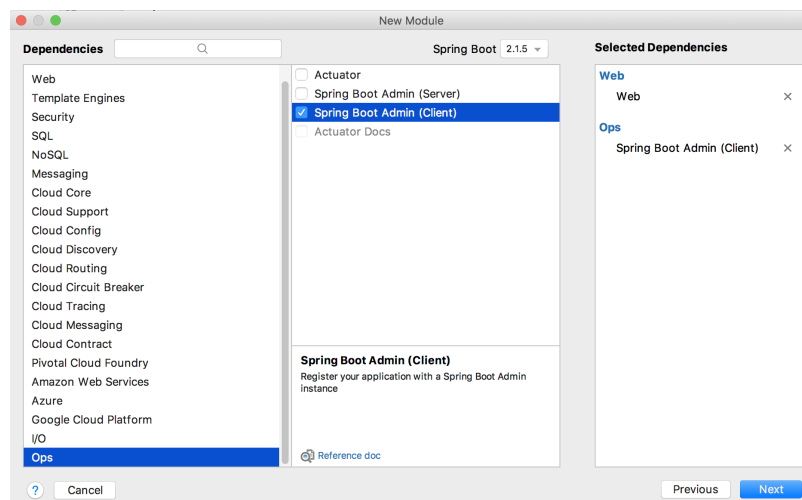 New Module
Dependencies
Spring Boot 2.1.5
Selected Dependencies
Web
Template Engines
Security
SQL
NoSQL
Messaging
Cloud Core
Cloud Support
Cloud Config
Cloud Discovery
Cloud Routing
Cloud Circuit Breaker
Cloud Tracing
Cloud Messaging
Cloud Contract
Pivotal Cloud Foundry
Amazon Web Services
Azure
Google Cloud Platform
I/O
Ops
Actuator
Spring Boot Admin (Server)
Spring Boot Admin (Client)
Actuator Docs
Spring Boot Admin (Client)
Register your application with a Spring Boot Admin
instance
Reference doc
Web
Web
Ops
Spring Boot Admin (Client)
? Cancel
Previous Next